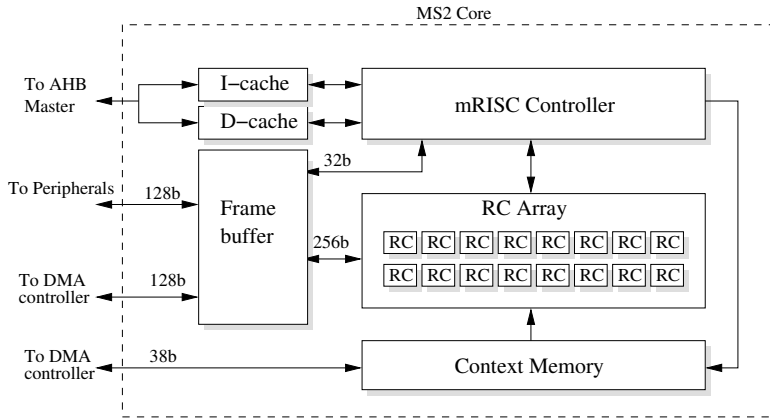 MS2 Core
To AHB
Master
I-cache
D-cache
mRISC Controller
32b
To Peripherals
128b
Frame
buffer
256b
RC Array
RC RC RC RC RC RC RC RC
RC RC RC RC RC RC RC RC
To DMA
controller
128b
To DMA
controller
38b
Context Memory